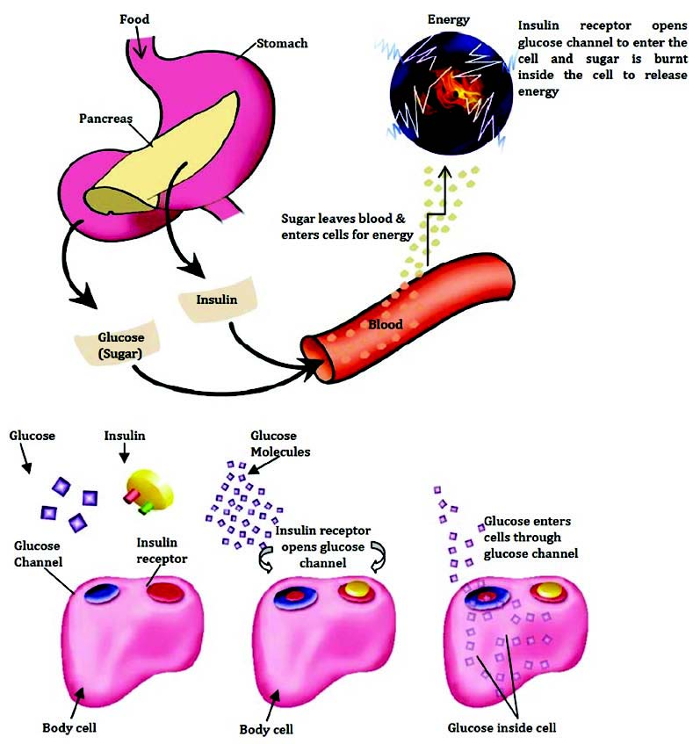 Food
Stomach
Pancreas
Energy
Insulin receptor opens
glucose channel to enter the
cell and sugar is burnt
inside the cell to release
energy
Sugar leaves blood &
enters cells for energy
Insulin
Glucose
(Sugar)
Blood
Glucose
Insulin
Glucose
Molecules
Glucose
Channel
Insulin
receptor
Insulin receptor
opens glucose
channel
Glucose enters
cells through
glucose channel
Body cell
Body cell
Glucose inside cell